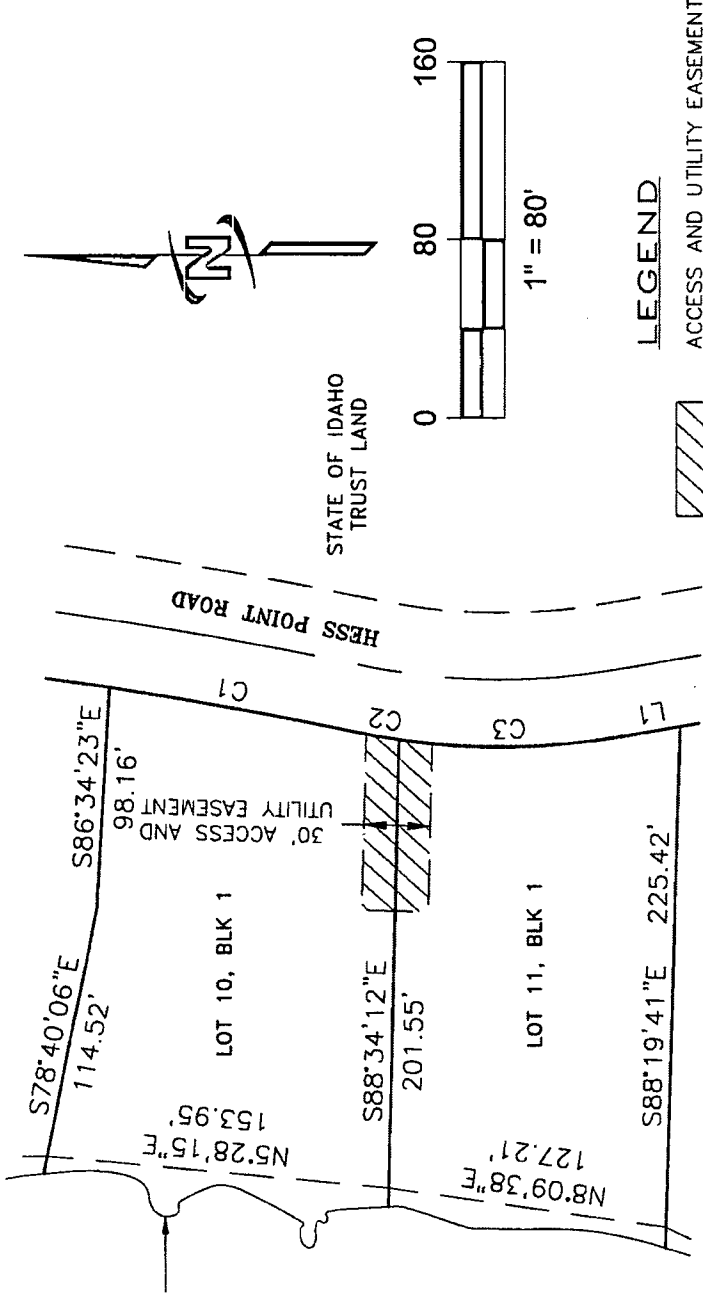 S78°40'06"E
114.52'
S86°34'23"E
98.16'
N5°28'15"E
153.95'
LOT 10, BLK 1
30' ACCESS AND
UTILITY EASEMENT
C1
C2
C3
L1
S88°34'12"E
201.55'
N8°09'38"E
127.21'
LOT 11, BLK 1
S88°19'41"E 225.42'
HESS POINT ROAD
STATE OF IDAHO
TRUST LAND
N
0 80 160
1" = 80'
LEGEND
ACCESS AND UTILITY EASEMENT